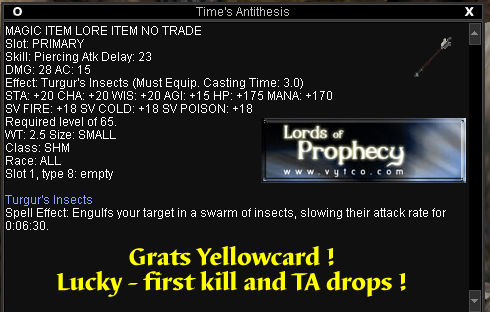 O Time's Antithesis X
MAGIC ITEM LORE ITEM NO TRADE
Slot: PRIMARY
Skill: Piercing Atk Delay: 23
DMG: 28 AC: 15
Effect: Turgur's Insects (Must Equip. Casting Time: 3.0)
STA: +20 CHA: +20 WIS: +20 AGI: +15 HP: +175 MANA: +170
SV FIRE: +18 SV COLD: +18 SV POISON: +18
Required level of 65.
WT: 2.5 Size: SMALL
Class: SHM
Race: ALL
Slot 1, type 8: empty
Lords of
Prophecy
www.vytco.com
Turgur's Insects
Spell Effect: Engulfs your target in a swarm of insects, slowing their attack rate for
0:06:30.
Grats Yellowcard !
Lucky - first kill and TA drops !